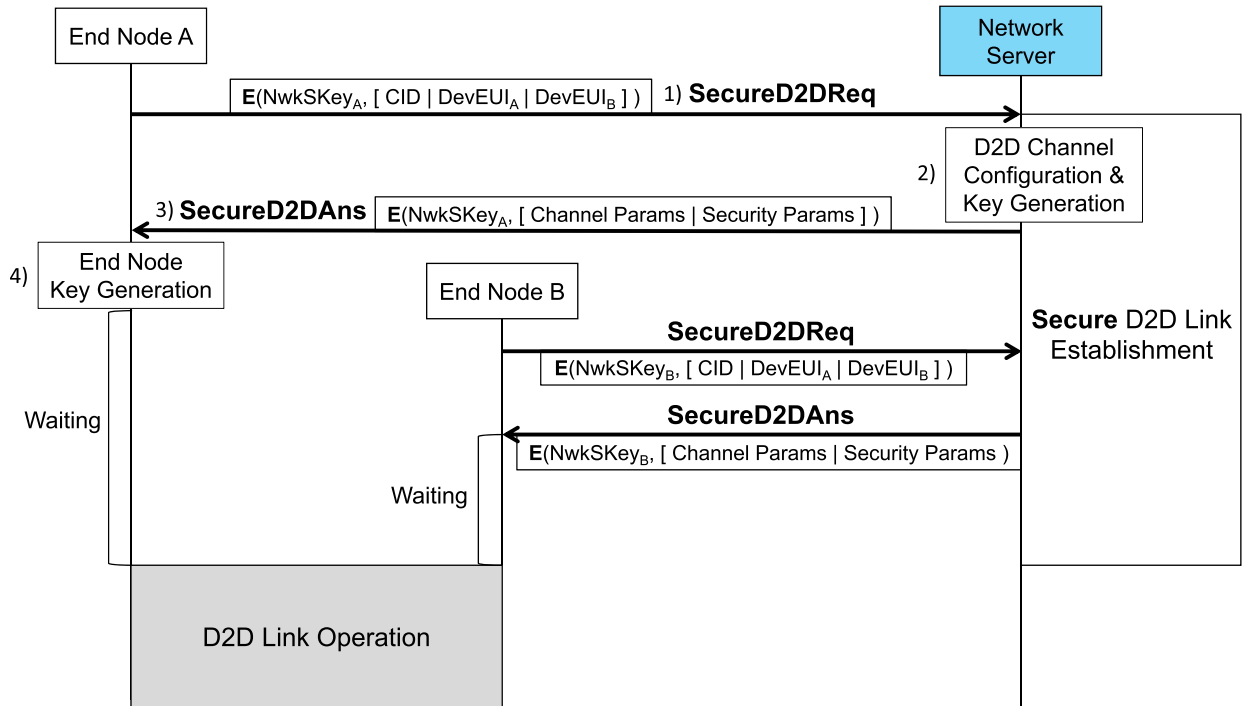 End Node A
Network
Server
E(NwkSKeyA, [ CID | DevEUIA | DevEUIB ] )
1) SecureD2DReq
2)
D2D Channel
Configuration &
Key Generation
3) SecureD2DAns
E(NwkSKeyA, [ Channel Params | Security Params ] )
4)
End Node
Key Generation
End Node B
SecureD2DReq
E(NwkSKeyB, [ CID | DevEUIA | DevEUIB ] )
Secure D2D Link
Establishment
Waiting
SecureD2DAns
E(NwkSKeyB, [ Channel Params | Security Params )
Waiting
D2D Link Operation